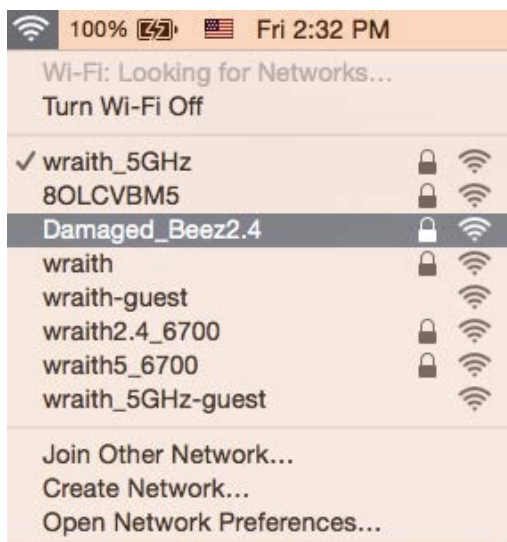 100% Fri 2:32 PM
Wi-Fi: Looking for Networks...
Turn Wi-Fi Off
✓ wraith_5GHz
8OLCVBM5
Damaged_Beez2.4
wraith
wraith-guest
wraith2.4_6700
wraith5_6700
wraith_5GHz-guest
Join Other Network...
Create Network...
Open Network Preferences...